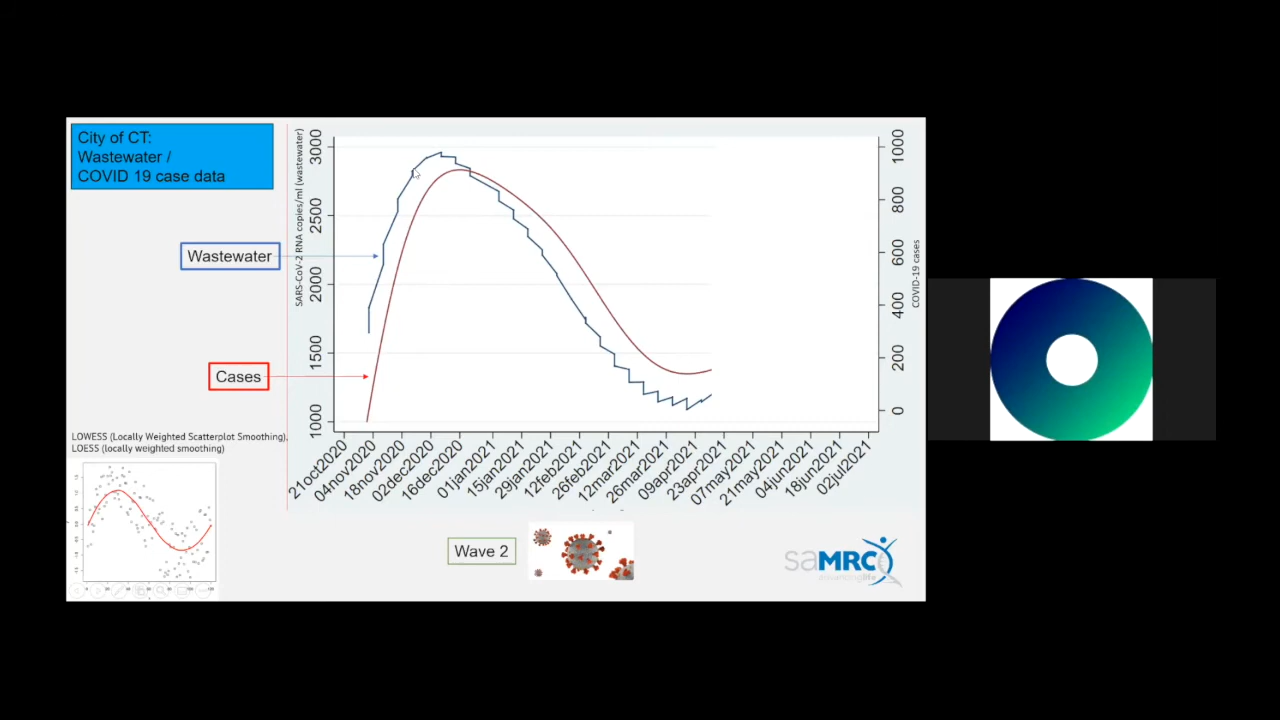 City of CT:
Wastewater /
COVID 19 case data
Wastewater
Cases
LOWESS (Locally Weighted Scatterplot Smoothing),
LOESS (locally weighted smoothing)
SARS-CoV-2 RNA copies/ml (wastewater)
3000
2500
2000
1500
1000
1000
800
600
400
200
0
COVID-19 cases
21oct2020
04nov2020
18nov2020
02dec2020
16dec2020
01jan2021
15jan2021
29jan2021
12feb2021
26feb2021
12mar2021
26mar2021
09apr2021
23apr2021
07may2021
21may2021
04jun2021
18jun2021
02jul2021
Wave 2
saMRC